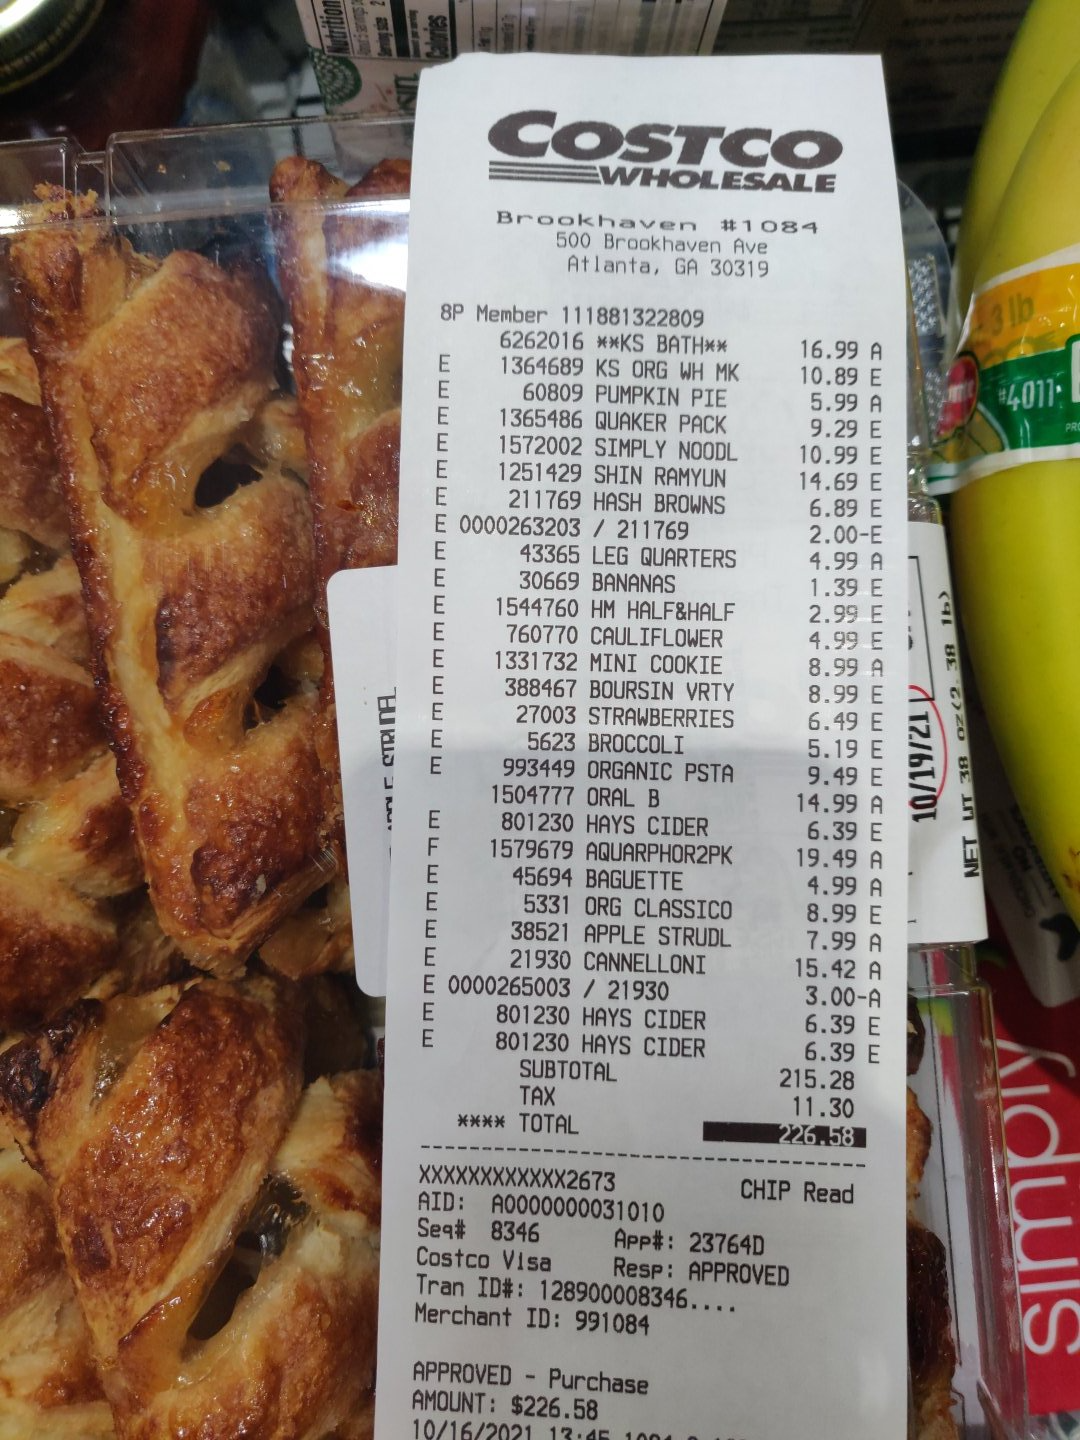 Nutrition
Calories
COSTCO
WHOLESALE
Brookhaven #1084
500 Brookhaven Ave
Atlanta, GA 30319
8P Member 111881322809
6262016 **KS BATH** 16.99 A
E 1364689 KS ORG WH MK 10.89 E
E 60809 PUMPKIN PIE 5.99 A
E 1365486 QUAKER PACK 9.29 E
E 1572002 SIMPLY NOODL 10.99 E
E 1251429 SHIN RAMYUN 14.69 E
E 211769 HASH BROWNS 6.89 E
E 0000263203 / 211769 2.00-E
E 43365 LEG QUARTERS 4.99 A
E 30669 BANANAS 1.39 E
E 1544760 HM HALF&HALF 2.99 E
E 760770 CAULIFLOWER 4.99 E
E 1331732 MINI COOKIE 8.99 A
E 388467 BOURSIN VRTY 8.99 E
E 27003 STRAWBERRIES 6.49 E
E 5623 BROCCOLI 5.19 E
E 993449 ORGANIC PSTA 9.49 E
1504777 ORAL B 14.99 A
E 801230 HAYS CIDER 6.39 E
F 1579679 AQUARPHOR2PK 19.49 A
E 45694 BAGUETTE 4.99 A
E 5331 ORG CLASSICO 8.99 E
E 38521 APPLE STRUDL 7.99 A
E 21930 CANNELLONI 15.42 A
E 0000265003 / 21930 3.00-A
E 801230 HAYS CIDER 6.39 E
E 801230 HAYS CIDER 6.39 E
SUBTOTAL 215.28
TAX 11.30
**** TOTAL 226.58
XXXXXXXXXXXX2673 CHIP Read
AID: A0000000031010
Seq# 8346 App#: 23764D
Costco Visa Resp: APPROVED
Tran ID#: 128900008346....
Merchant ID: 991084
APPROVED - Purchase
AMOUNT: $226.58
10/16/2021 13:45
3 lb
#4011
10/19/21
NET WT 38 OZ(2.38 lb)
simply